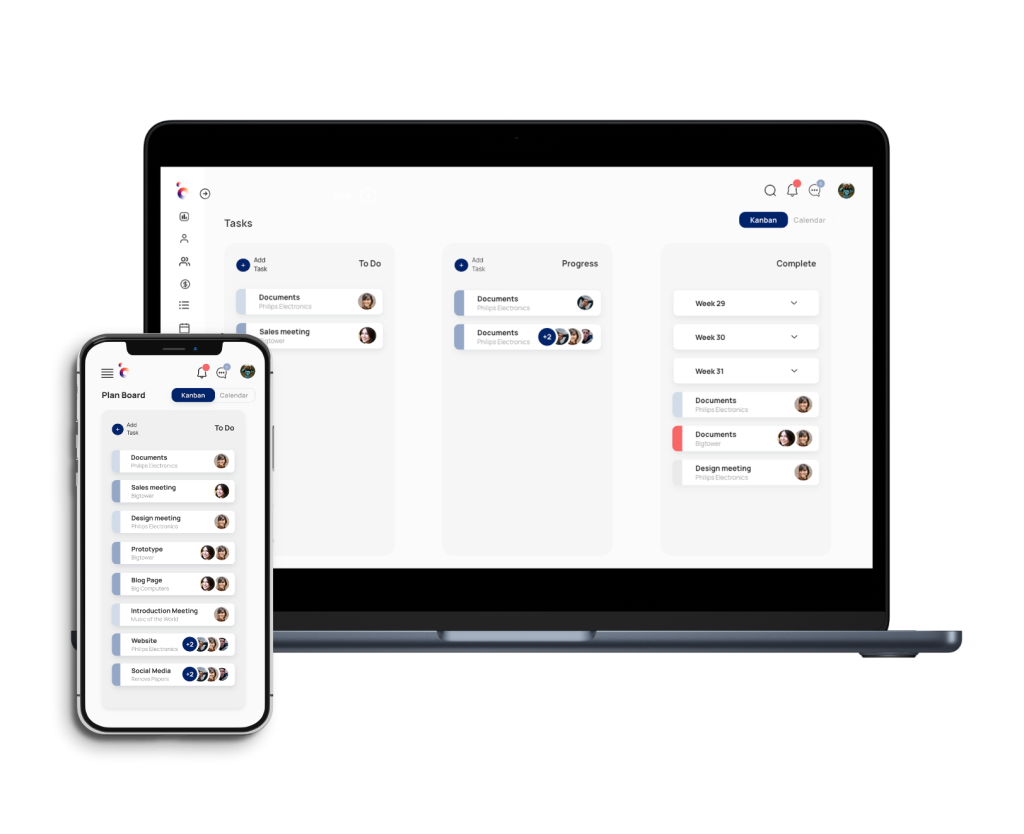 Kanban
Calendar
Tasks
Add
Task
To Do
Documents
Philips Electronics
Sales meeting
Bigtower
Add
Task
Progress
Documents
Philips Electronics
Documents
Philips Electronics
+2
Complete
Week 29
Week 30
Week 31
Documents
Philips Electronics
Documents
Bigtower
Design meeting
Philips Electronics
Plan Board
Kanban
Calendar
Add
Task
To Do
Documents
Philips Electronics
Sales meeting
Bigtower
Design meeting
Philips Electronics
Prototype
Bigtower
Blog Page
Big Computers
Introduction Meeting
Music of the World
Website
Philips Electronics
+2
Social Media
Renova Papers
+2